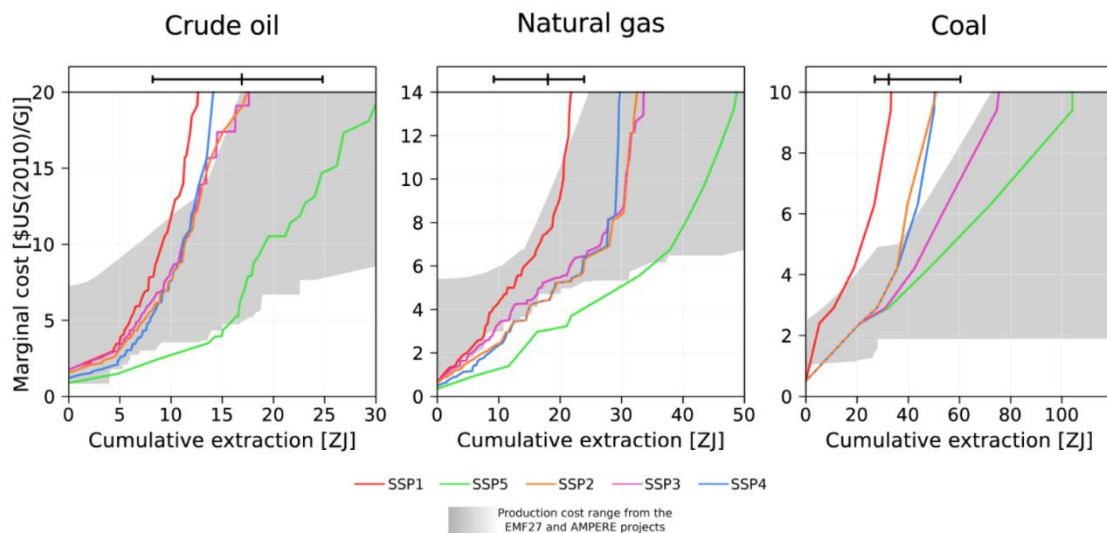 Crude oil
Natural gas
Coal
Marginal cost [$US(2010)/GJ]
20
15
10
5
0
0 5 10 15 20 25 30
Cumulative extraction [ZJ]
14
12
10
8
6
4
2
0
0 10 20 30 40 50
Cumulative extraction [ZJ]
10
8
6
4
2
0
0 20 40 60 80 100
Cumulative extraction [ZJ]
SSP1 SSP5 SSP2 SSP3 SSP4
Production cost range from the
EMF27 and AMPERE projects